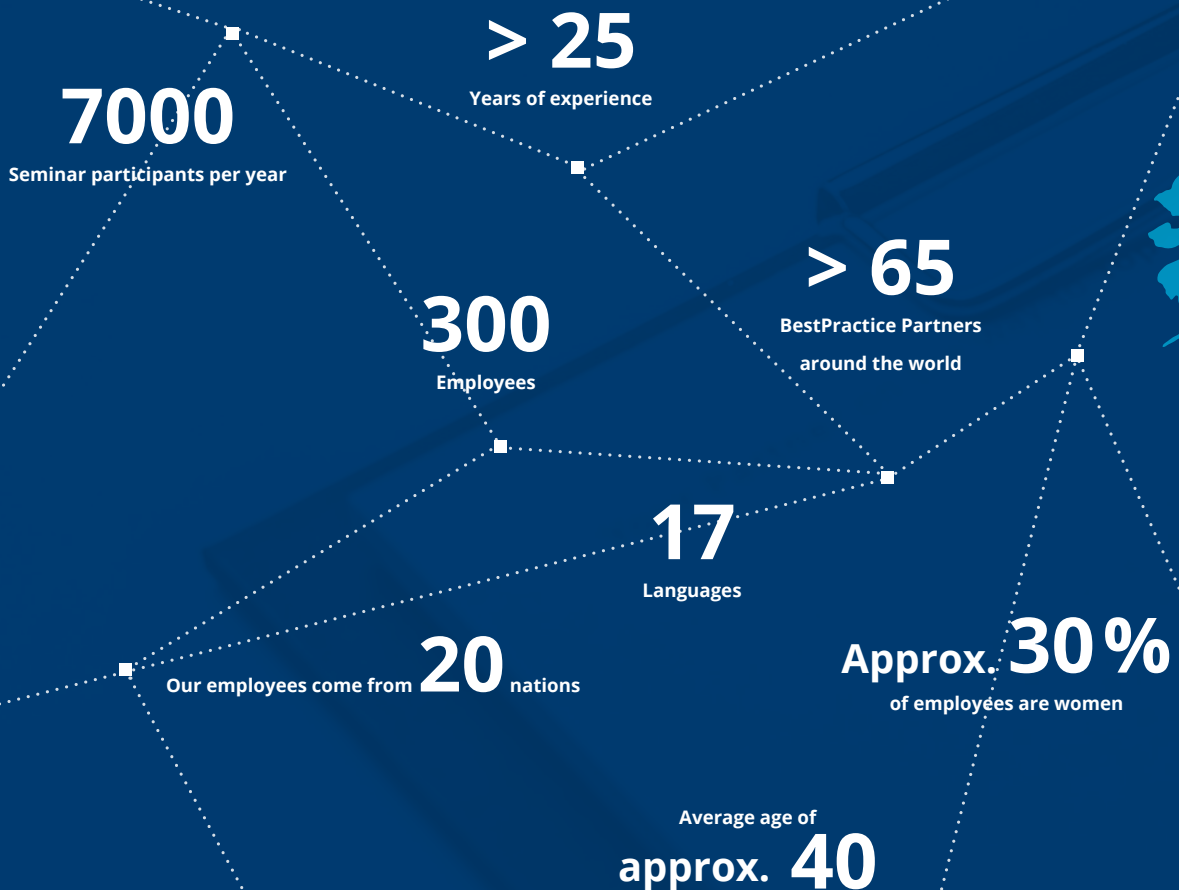 > 25
Years of experience
7000
Seminar participants per year
> 65
BestPractice Partners
around the world
300
Employees
17
Languages
Our employees come from 20 nations
Approx. 30 %
of employees are women
Average age of
approx. 40